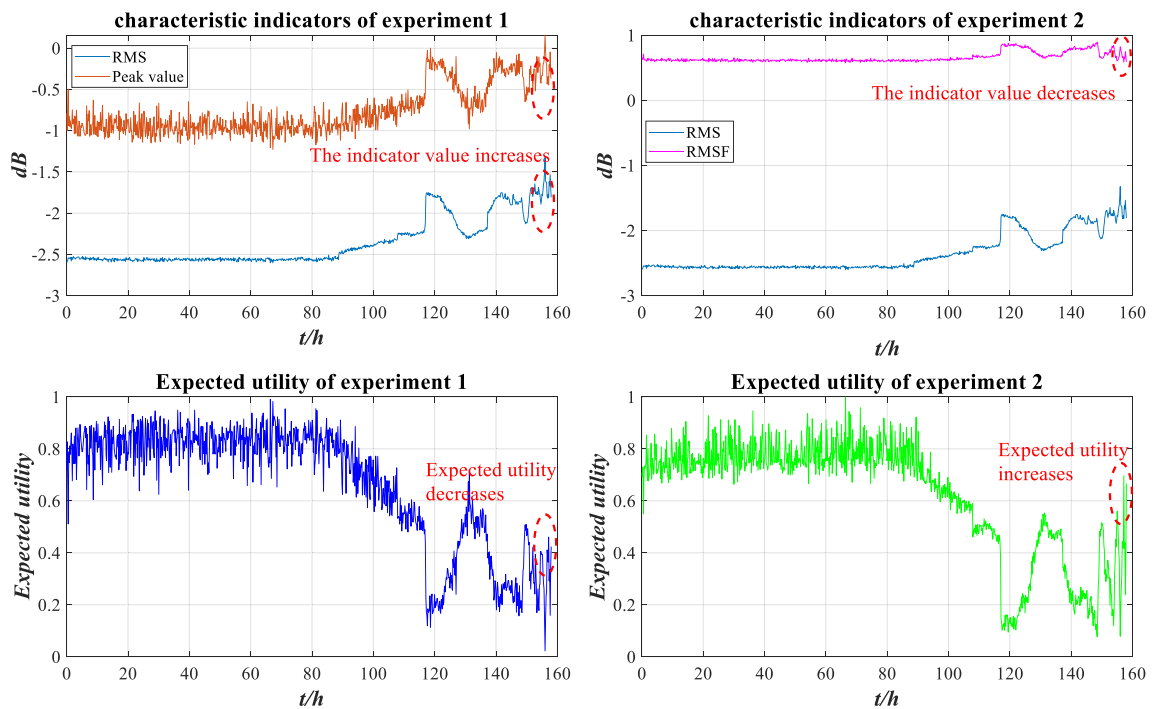 characteristic indicators of experiment 1
0
-0.5
-1
-1.5
-2
-2.5
-3
dB
RMS
Peak value
The indicator value increases
0 20 40 60 80 100 120 140 160
t/h
characteristic indicators of experiment 2
1
0
-1
-2
-3
dB
The indicator value decreases
RMS
RMSF
0 20 40 60 80 100 120 140 160
t/h
Expected utility of experiment 1
1
0.8
0.6
0.4
0.2
0
Expected utility
Expected utility
decreases
0 20 40 60 80 100 120 140 160
t/h
Expected utility of experiment 2
1
0.8
0.6
0.4
0.2
0
Expected utility
Expected utility
increases
0 20 40 60 80 100 120 140 160
t/h